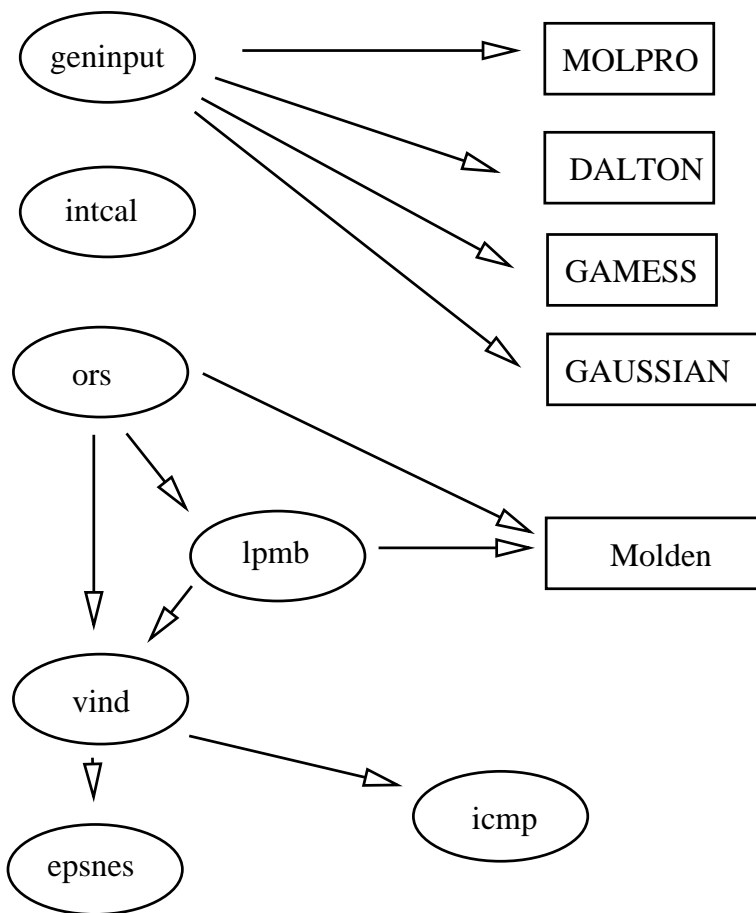 geninput
MOLPRO
DALTON
intcal
GAMESS
ors
GAUSSIAN
lpmb
Molden
vind
icmp
epsnes